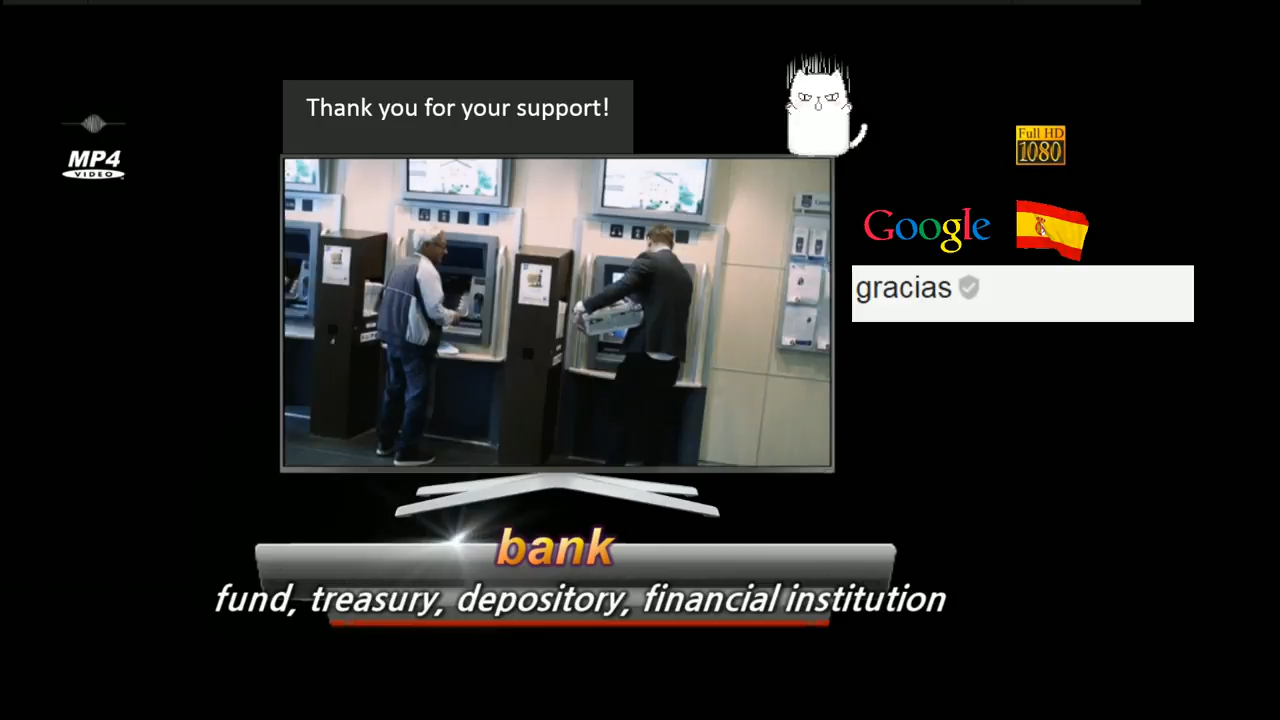 Thank you for your support!
MP4
VIDEO
Full HD
1080
Google
gracias
bank
fund, treasury, depository, financial institution